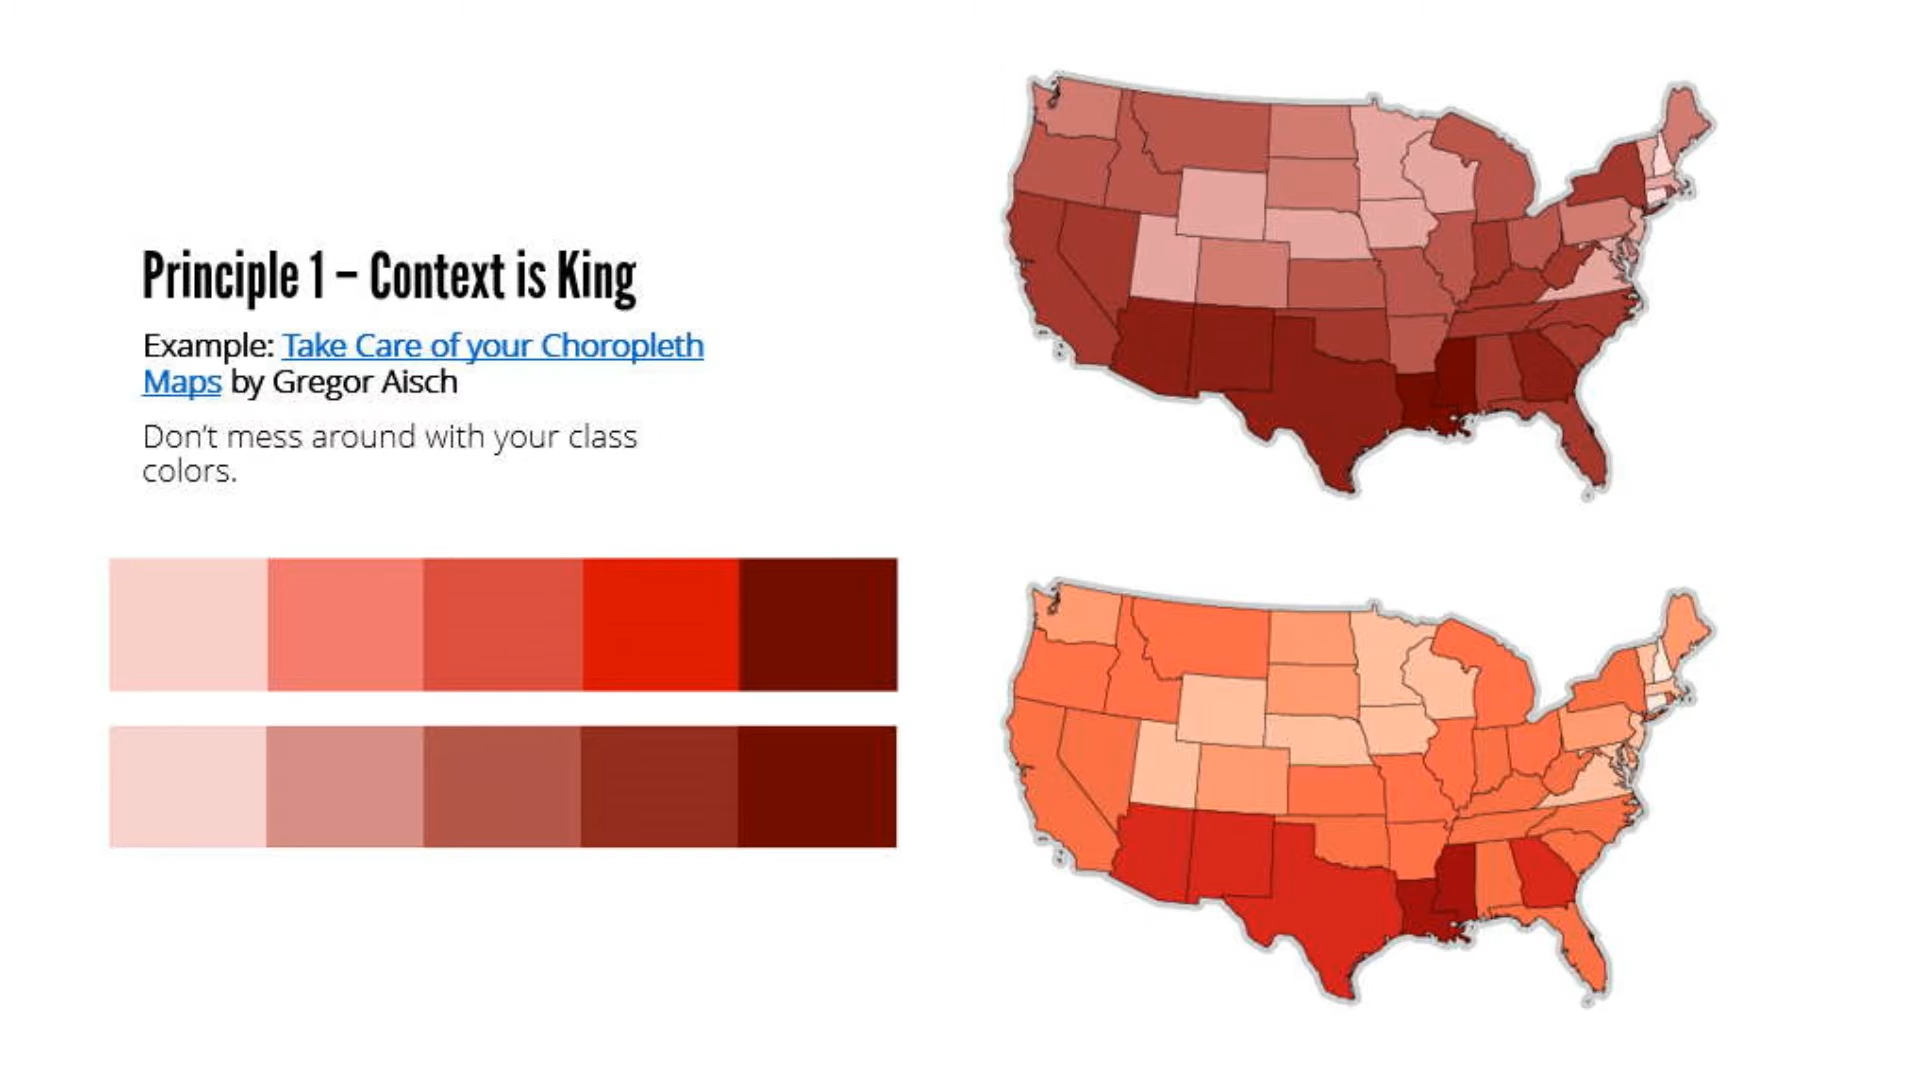 Principle 1 – Context is King
Example: Take Care of your Choropleth
Maps by Gregor Aisch
Don't mess around with your class
colors.